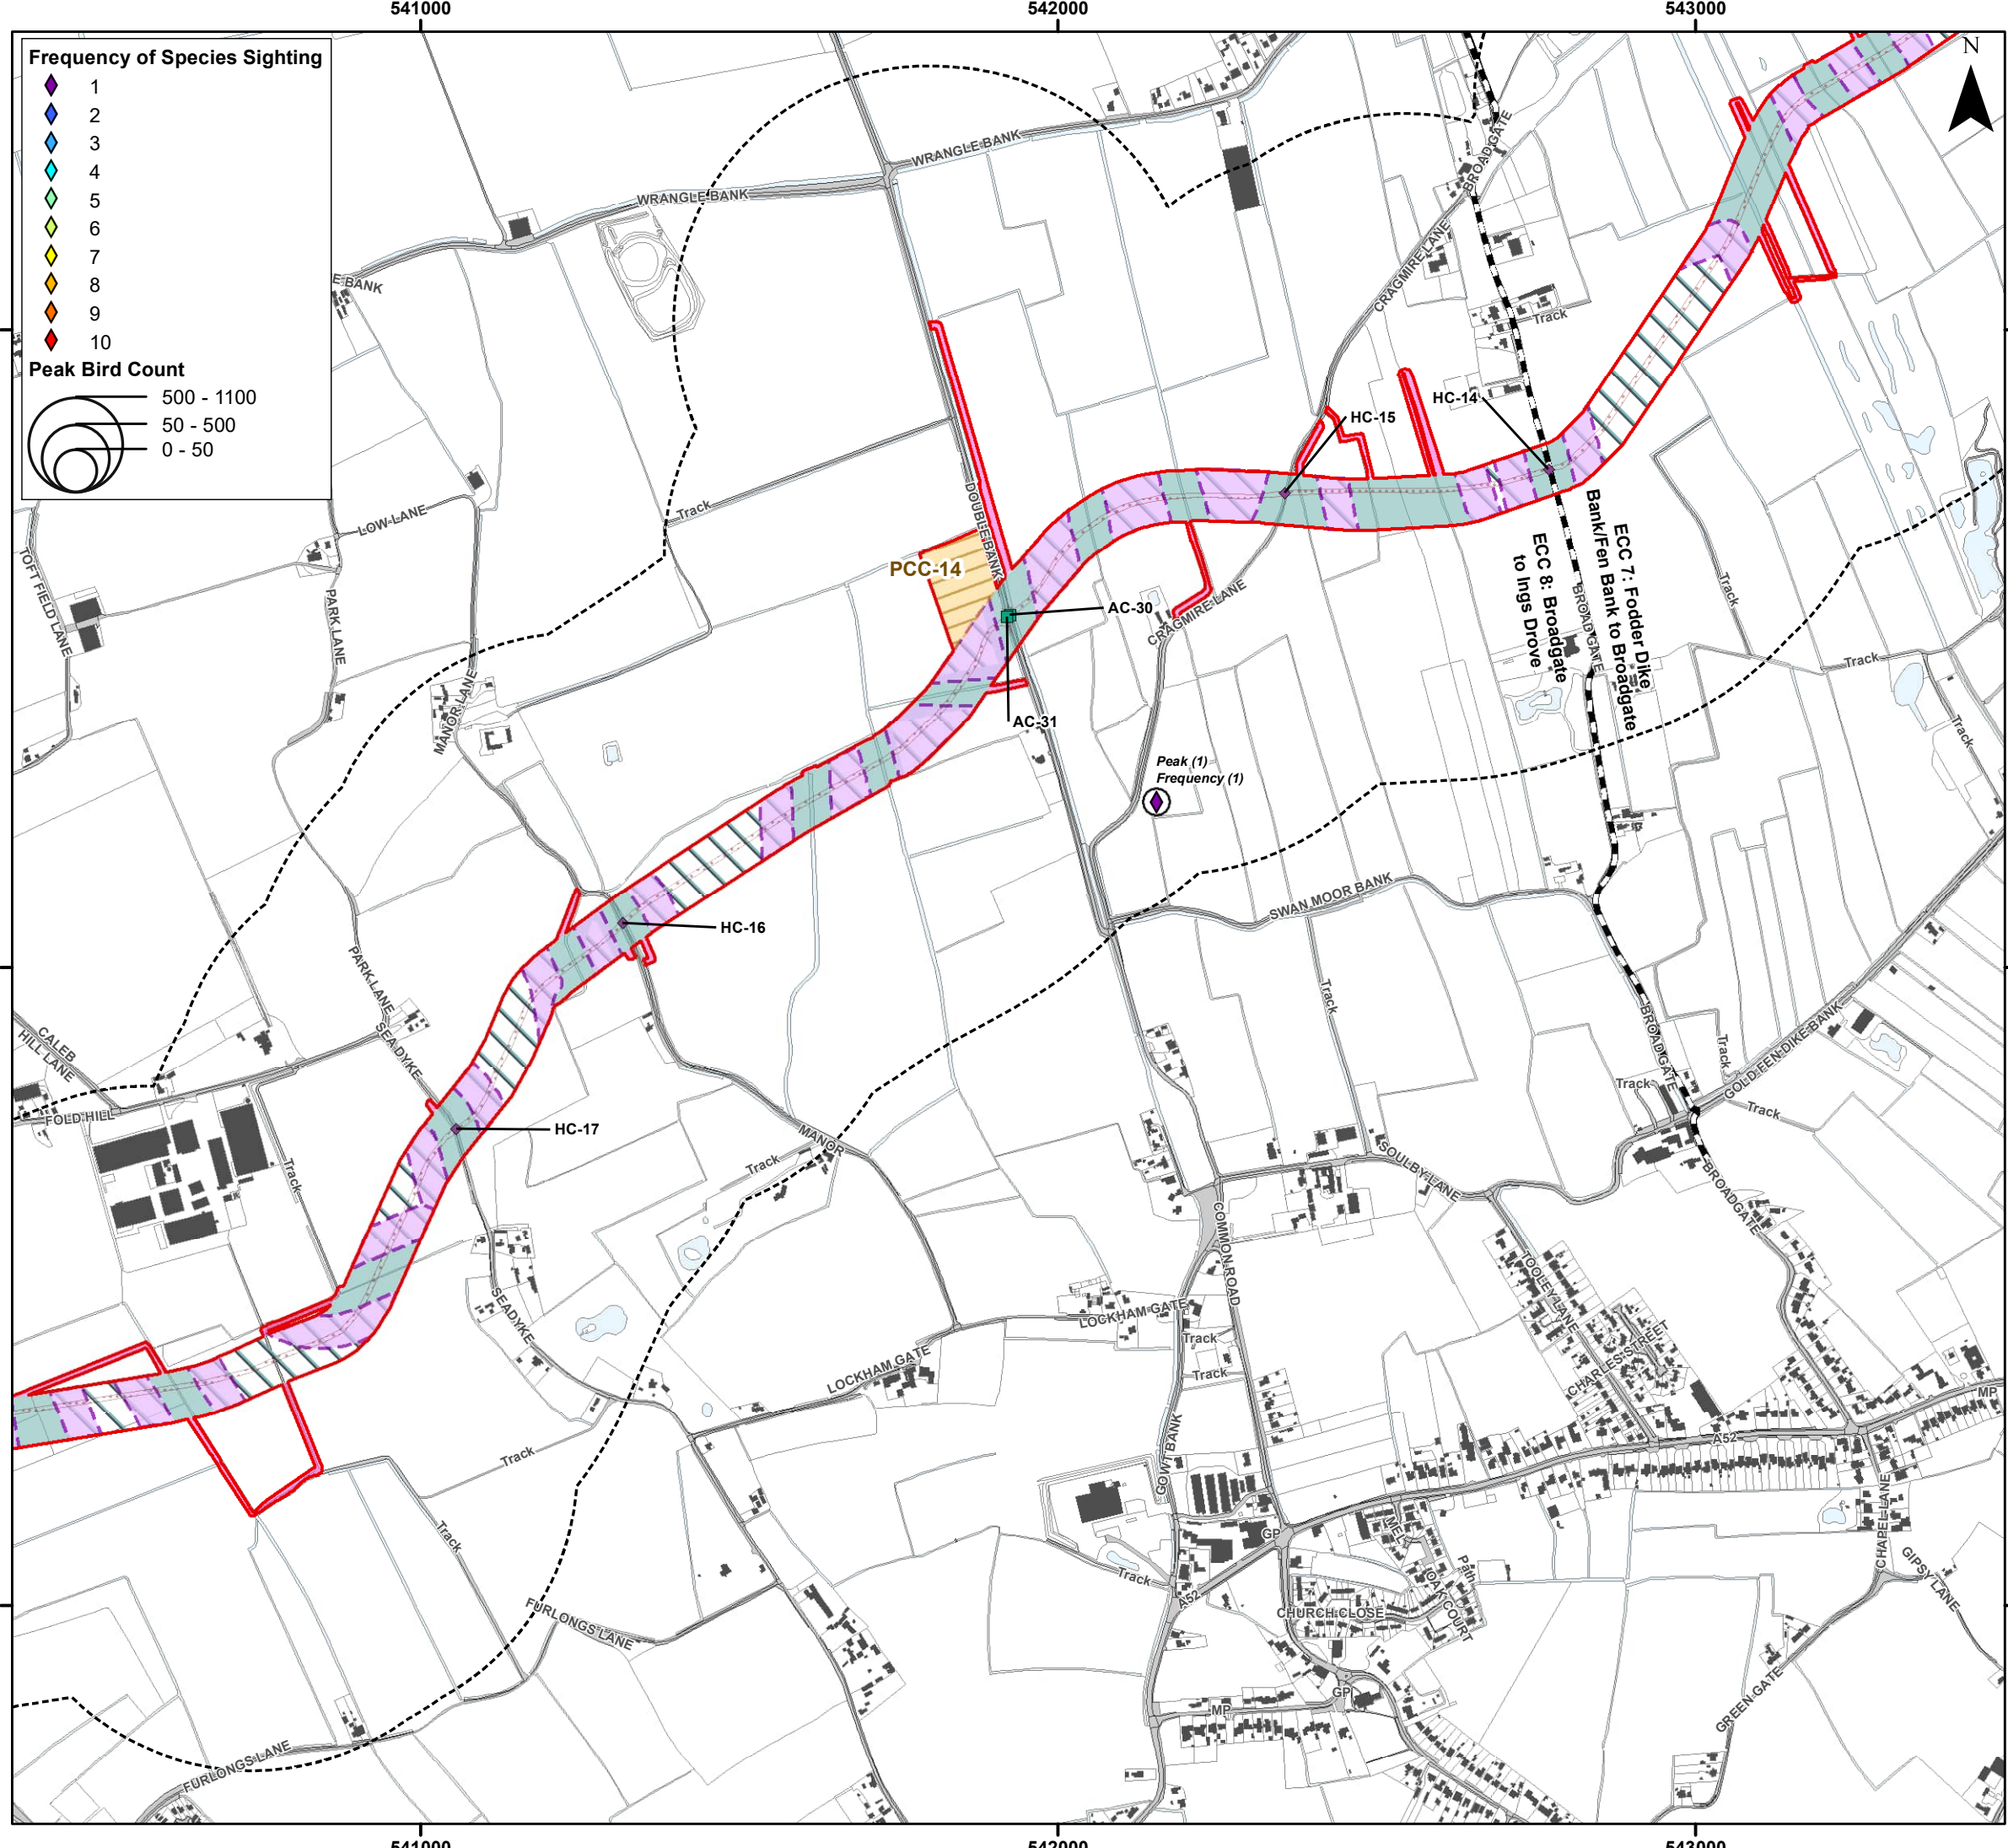 541000
542000
543000
Frequency of Species Sighting
1
2
3
4
5
6
7
8
9
10
Peak Bird Count
500 - 1100
50 - 500
0 - 50
N
WRANGLE BANK
WRANGLE BANK
E BANK
BROADGATE
CRAGMIRE LANE
Track
HC-14
HC-15
Track
LOW LANE
DOUBLE BANK
PCC-14
AC-30
AC-31
CRAGMIRE LANE
ECC 7: Fodder Dike
Bank/Fen Bank to Broadgate
ECC 8: Broadgate
to Ings Drove
BROADGATE
Track
Track
Track
TOFT FIELD LANE
PARK LANE
MANOR LANE
Peak (1)
Frequency (1)
SWAN MOOR BANK
HC-16
PARK LANE
SEA DYKE
CALEB
HILL LANE
FOLD HILL
Track
HC-17
Track
MANOR
Track
BROADGATE
Track
GOLD FEN DIKE BANK
Track
Track
SOULBY LANE
BROADGATE
COMMON ROAD
TOOLEY LANE
SEADYKE
LOCKHAM GATE
Track
LOCKHAM GATE
Track
CHARLES STREET
MP
A52
Track
GOWT BANK
CHAPEL LANE
Track
GP
MEL
OAK COURT
Path
GIPSY LANE
Track
A52
CHURCH CLOSE
FURLONGS LANE
GP
MP
GREEN GATE
FURLONGS LANE
541000
542000
543000